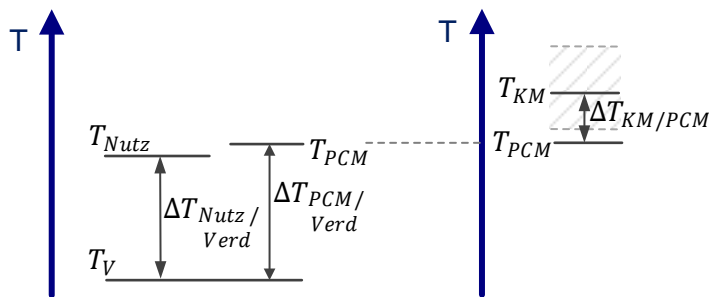 T
T_Nutz
T_PCM
ΔT_Nutz/
Verd
ΔT_PCM/
Verd
T_V
T
T_KM
ΔT_KM/PCM
T_PCM